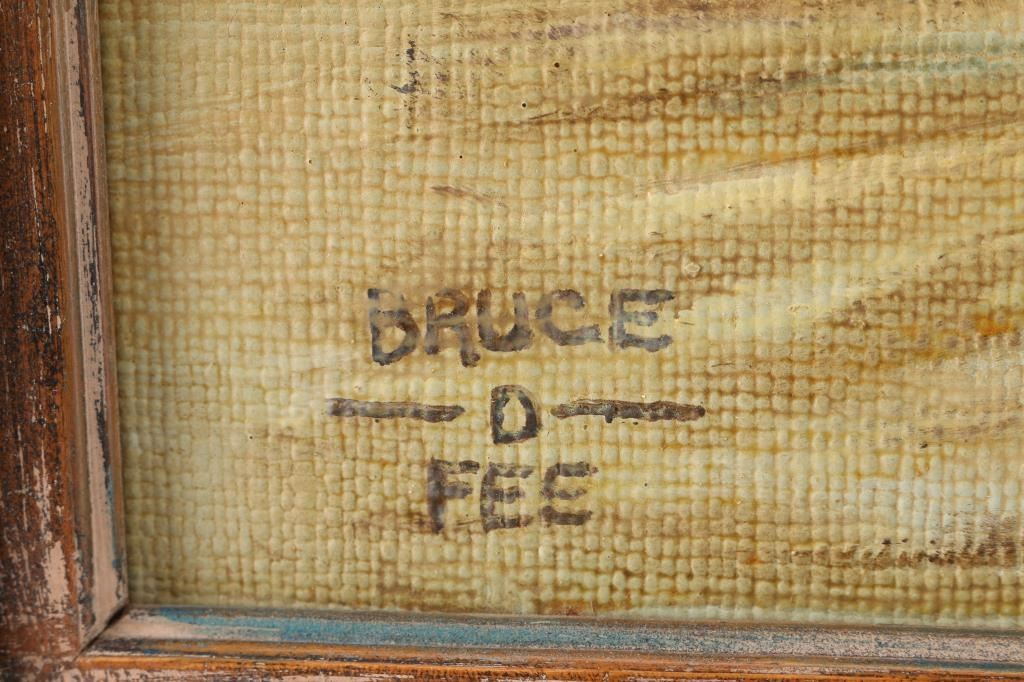 BRUCE
— D —
FEE